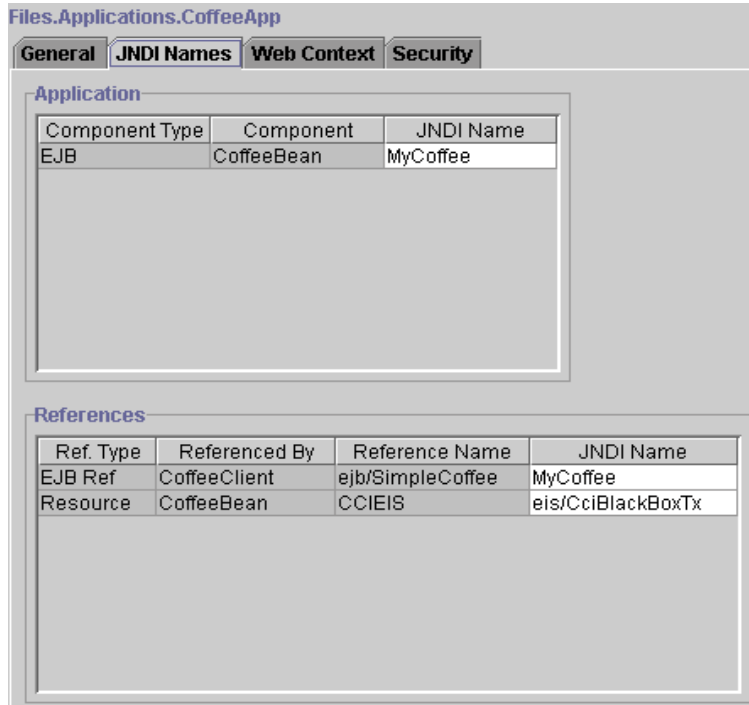 Files.Applications.CoffeeApp
General JNDI Names Web Context Security
Application
Component Type Component JNDI Name
EJB CoffeeBean MyCoffee
References
Ref. Type Referenced By Reference Name JNDI Name
EJB Ref CoffeeClient ejb/SimpleCoffee MyCoffee
Resource CoffeeBean CCIEIS eis/CciBlackBoxTx